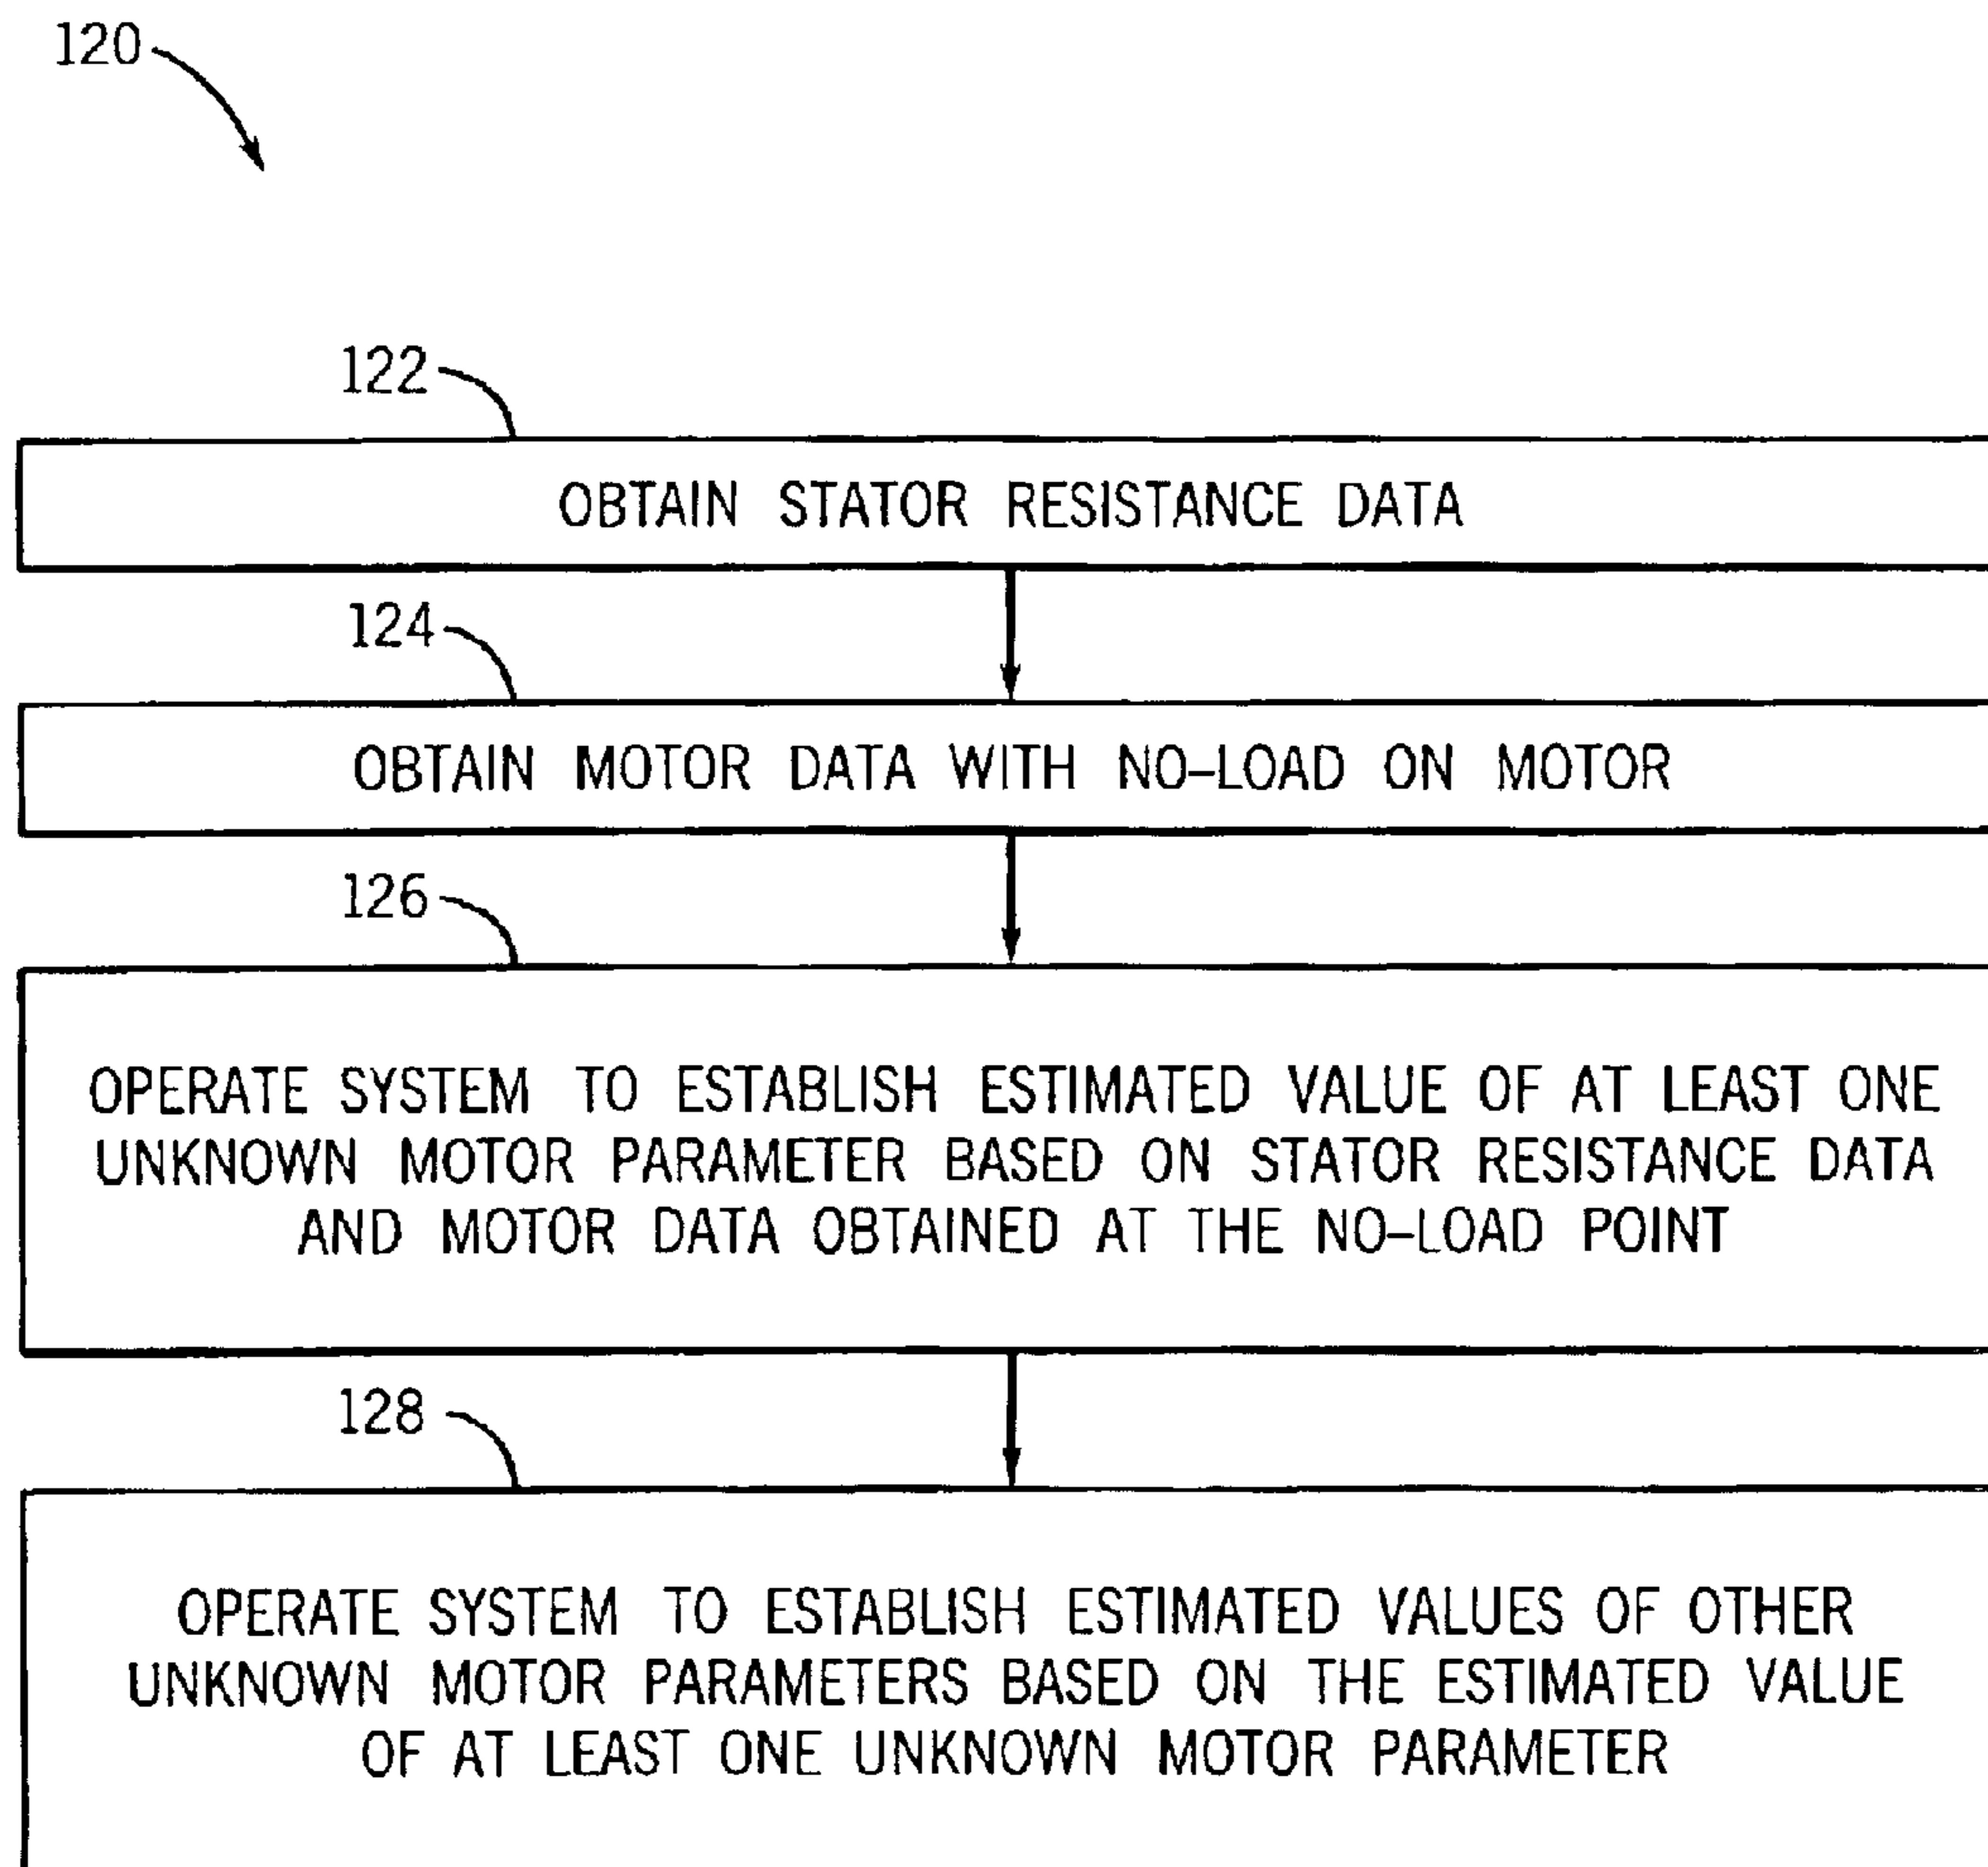 120
122
OBTAIN STATOR RESISTANCE DATA
124
OBTAIN MOTOR DATA WITH NO-LOAD ON MOTOR
126
OPERATE SYSTEM TO ESTABLISH ESTIMATED VALUE OF AT LEAST ONE
UNKNOWN MOTOR PARAMETER BASED ON STATOR RESISTANCE DATA
AND MOTOR DATA OBTAINED AT THE NO-LOAD POINT
128
OPERATE SYSTEM TO ESTABLISH ESTIMATED VALUES OF OTHER
UNKNOWN MOTOR PARAMETERS BASED ON THE ESTIMATED VALUE
OF AT LEAST ONE UNKNOWN MOTOR PARAMETER